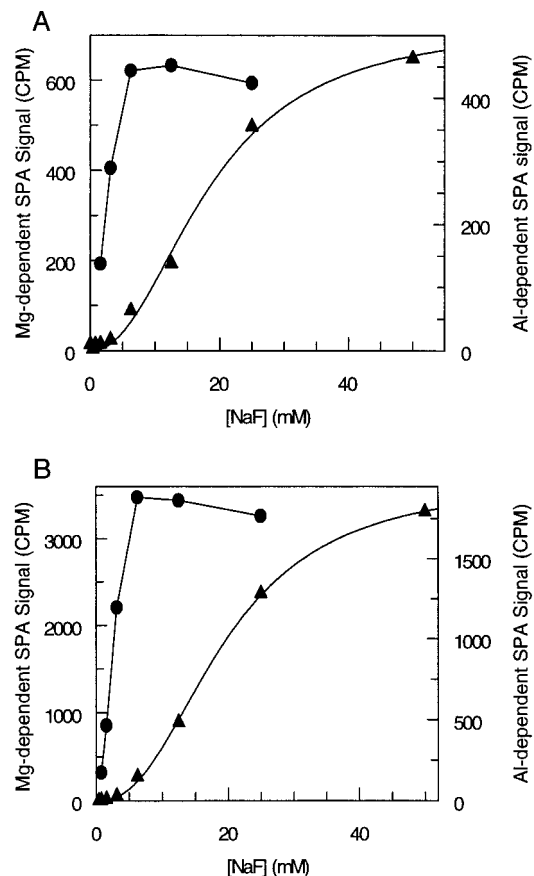 A
Mg-dependent SPA Signal (CPM)
600
400
200
0
Al-dependent SPA signal (CPM)
400
200
0
0 20 40
[NaF] (mM)
B
Mg-dependent SPA Signal (CPM)
3000
2000
1000
0
Al-dependent SPA Signal (CPM)
1500
1000
500
0
0 20 40
[NaF] (mM)